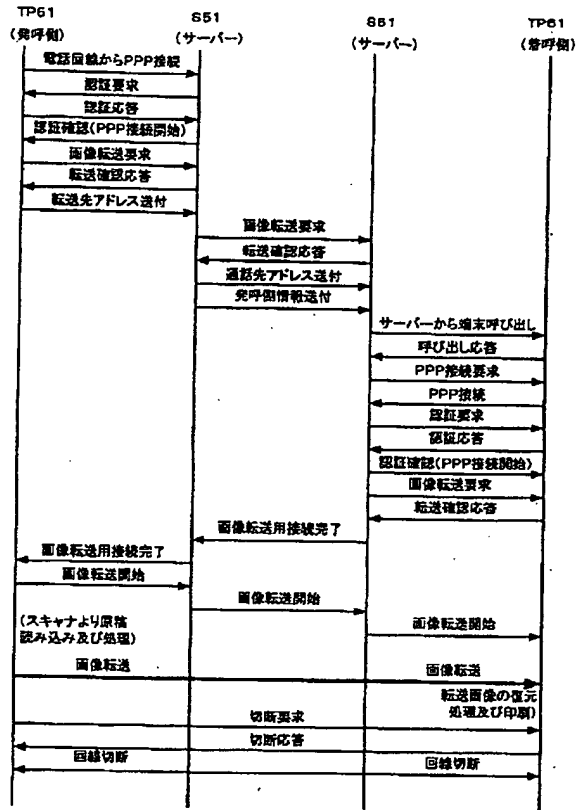 TP61
(発呼側)
S51
(サーバー)
S51
(サーバー)
TP61
(着呼側)
電話回線からPPP接続
認証要求
認証応答
認証確認(PPP接続開始)
画像転送要求
転送確認応答
転送先アドレス送付
画像転送要求
転送確認応答
通話先アドレス送付
発呼側情報送付
サーバーから端末呼び出し
呼び出し応答
PPP接続要求
PPP接続
認証要求
認証応答
認証確認(PPP接続開始)
画像転送要求
転送確認応答
画像転送用接続完了
画像転送用接続完了
画像転送開始
画像転送開始
画像転送開始
(スキャナより原稿
読み込み及び処理)
画像転送
画像転送
転送画像の復元
処理及び印刷)
切断要求
切断応答
回線切断
回線切断